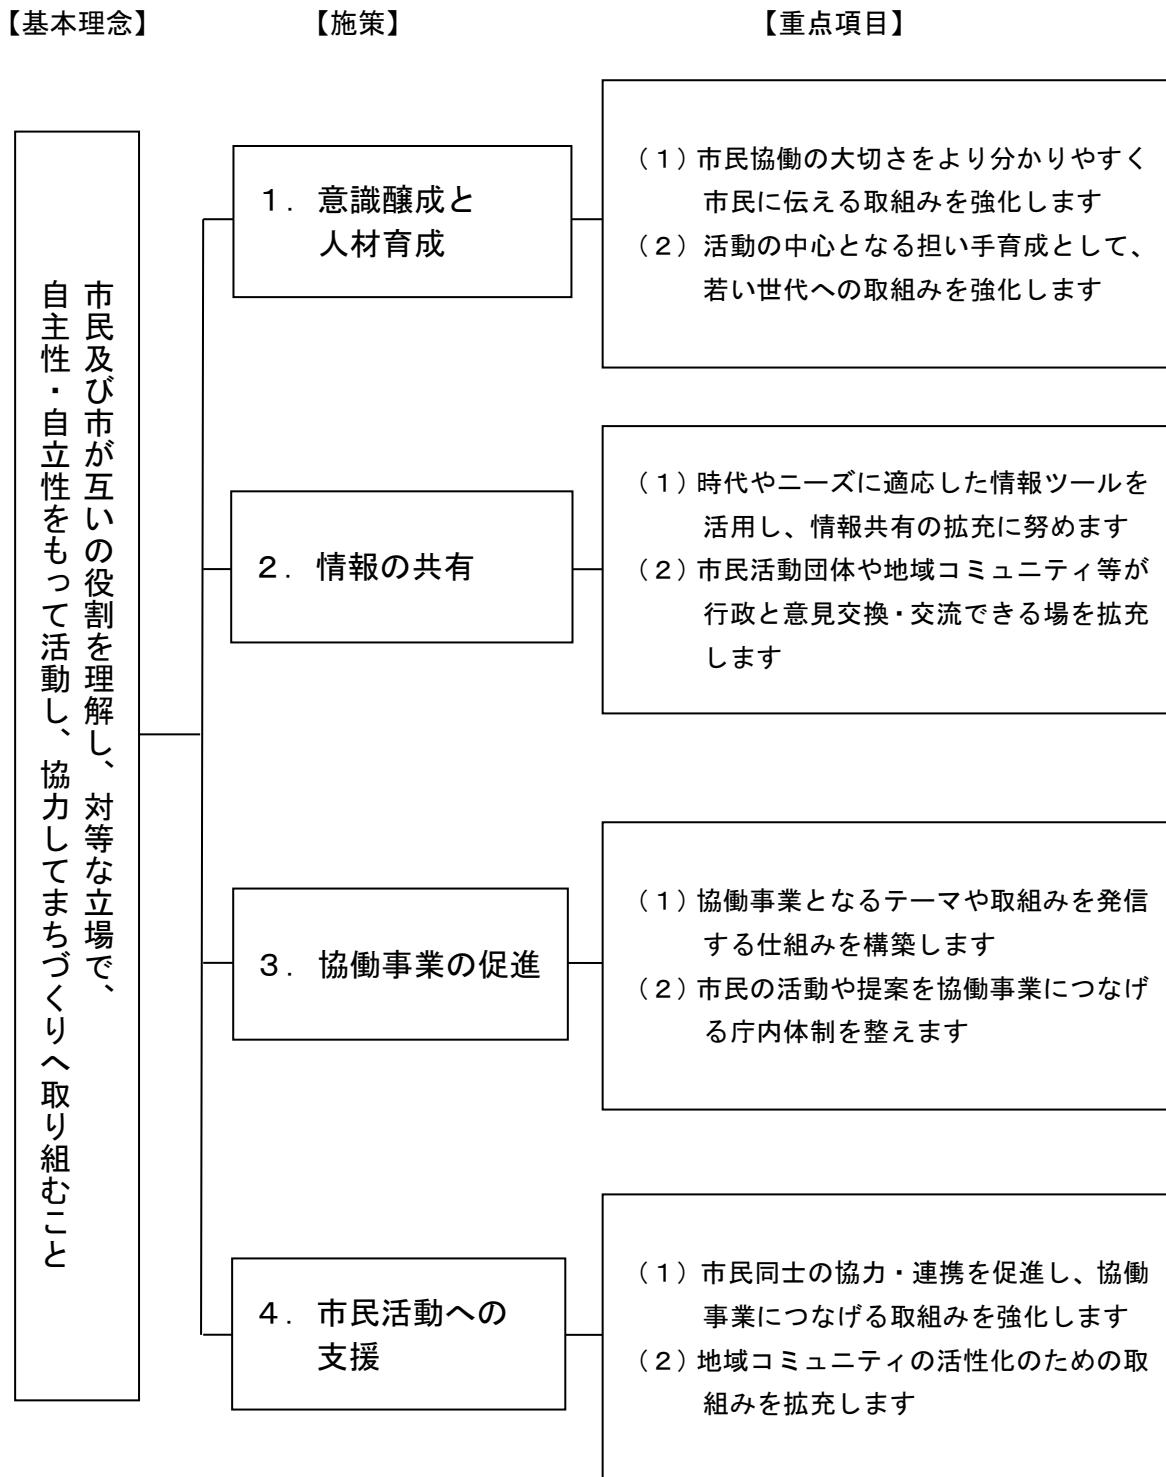 【基本理念】
【施策】
【重点項目】
市民及び市が互いの役割を理解し、対等な立場で、
自主性・自立性をもって活動し、協力してまちづくりへ取り組むこと
１．意識醸成と
人材育成
（１）市民協働の大切さをより分かりやすく
市民に伝える取組みを強化します
（２）活動の中心となる担い手育成として、
若い世代への取組みを強化します
２．情報の共有
（１）時代やニーズに適応した情報ツールを
活用し、情報共有の拡充に努めます
（２）市民活動団体や地域コミュニティ等が
行政と意見交換・交流できる場を拡充
します
３．協働事業の促進
（１）協働事業となるテーマや取組みを発信
する仕組みを構築します
（２）市民の活動や提案を協働事業につなげ
る庁内体制を整えます
４．市民活動への
支援
（１）市民同士の協力・連携を促進し、協働
事業につなげる取組みを強化します
（２）地域コミュニティの活性化のための取
組みを拡充します